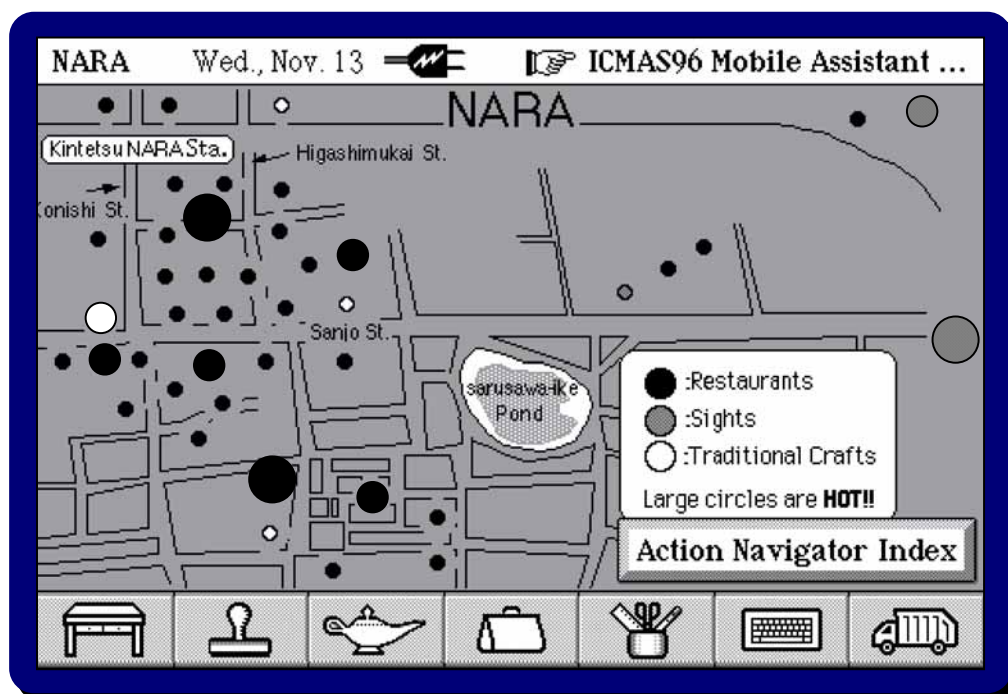 NARA Wed., Nov. 13 ICMAS96 Mobile Assistant ...
NARA
Kintetsu NARA Sta.
Higashimukai St.
Konishi St.
Sanjo St.
sarusawa-ike
Pond
:Restaurants
:Sights
:Traditional Crafts
Large circles are HOT!!
Action Navigator Index